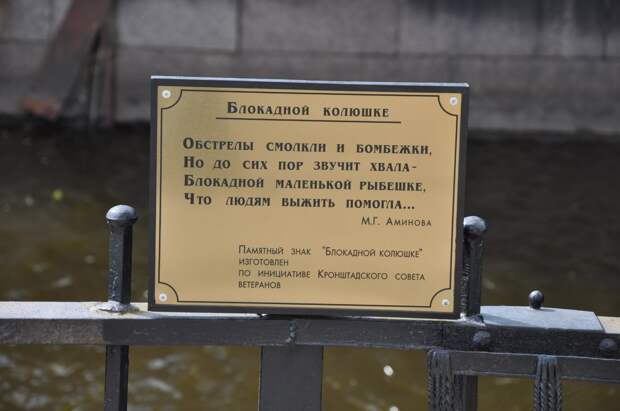 Блокадной колюшке
Обстрелы смолкли и бомбежки,
Но до сих пор звучит хвала-
Блокадной маленькой рыбешке,
Что людям выжить помогла...
М.Г. Аминова
Памятный знак "Блокадной колюшке"
изготовлен
по инициативе Кронштадского совета
ветеранов